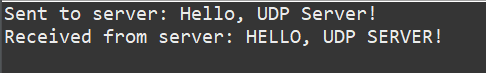 Sent to server: Hello, UDP Server!
Received from server: HELLO, UDP SERVER!